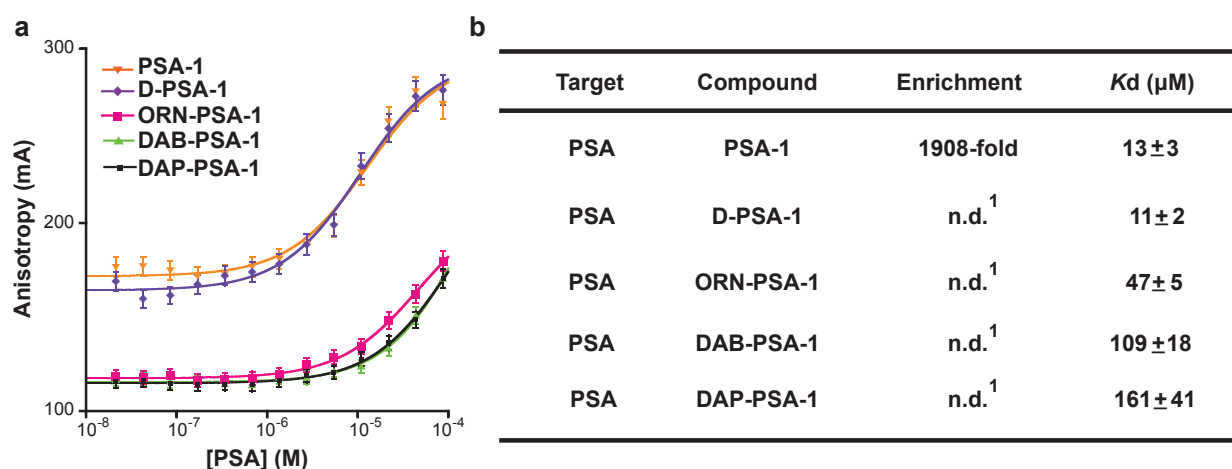 a
300
200
100
Anisotropy (mA)
PSA-1
D-PSA-1
ORN-PSA-1
DAB-PSA-1
DAP-PSA-1
10-8 10-7 10-6 10-5 10-4
[PSA] (M)
b
Target Compound Enrichment Kd (µM)
PSA PSA-1 1908-fold 13±3
PSA D-PSA-1 n.d.1 11±2
PSA ORN-PSA-1 n.d.1 47±5
PSA DAB-PSA-1 n.d.1 109±18
PSA DAP-PSA-1 n.d.1 161±41